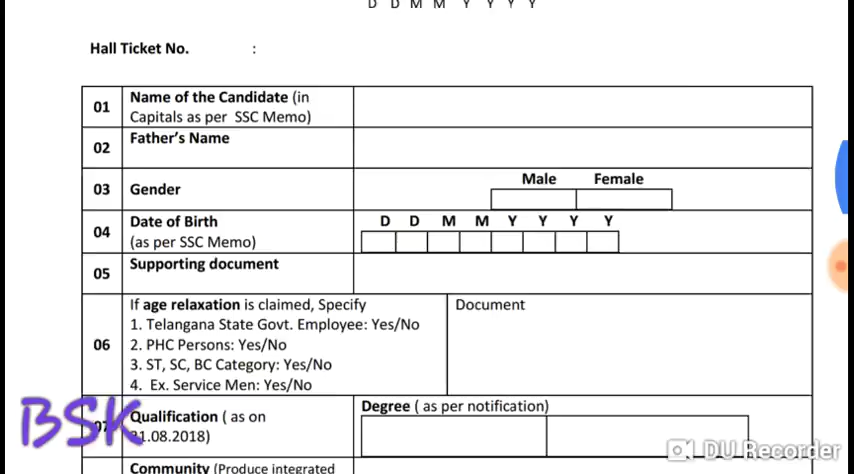 D D M M Y Y Y Y
Hall Ticket No. :
01 Name of the Candidate (in
Capitals as per SSC Memo)
02 Father's Name
03 Gender Male Female
04 Date of Birth D D M M Y Y Y Y
(as per SSC Memo)
05 Supporting document
06 If age relaxation is claimed, Specify Document
1. Telangana State Govt. Employee: Yes/No
2. PHC Persons: Yes/No
3. ST, SC, BC Category: Yes/No
4. Ex. Service Men: Yes/No
BSK
07 Qualification ( as on Degree ( as per notification)
31.08.2018)
DU Recorder
Community (Produce integrated